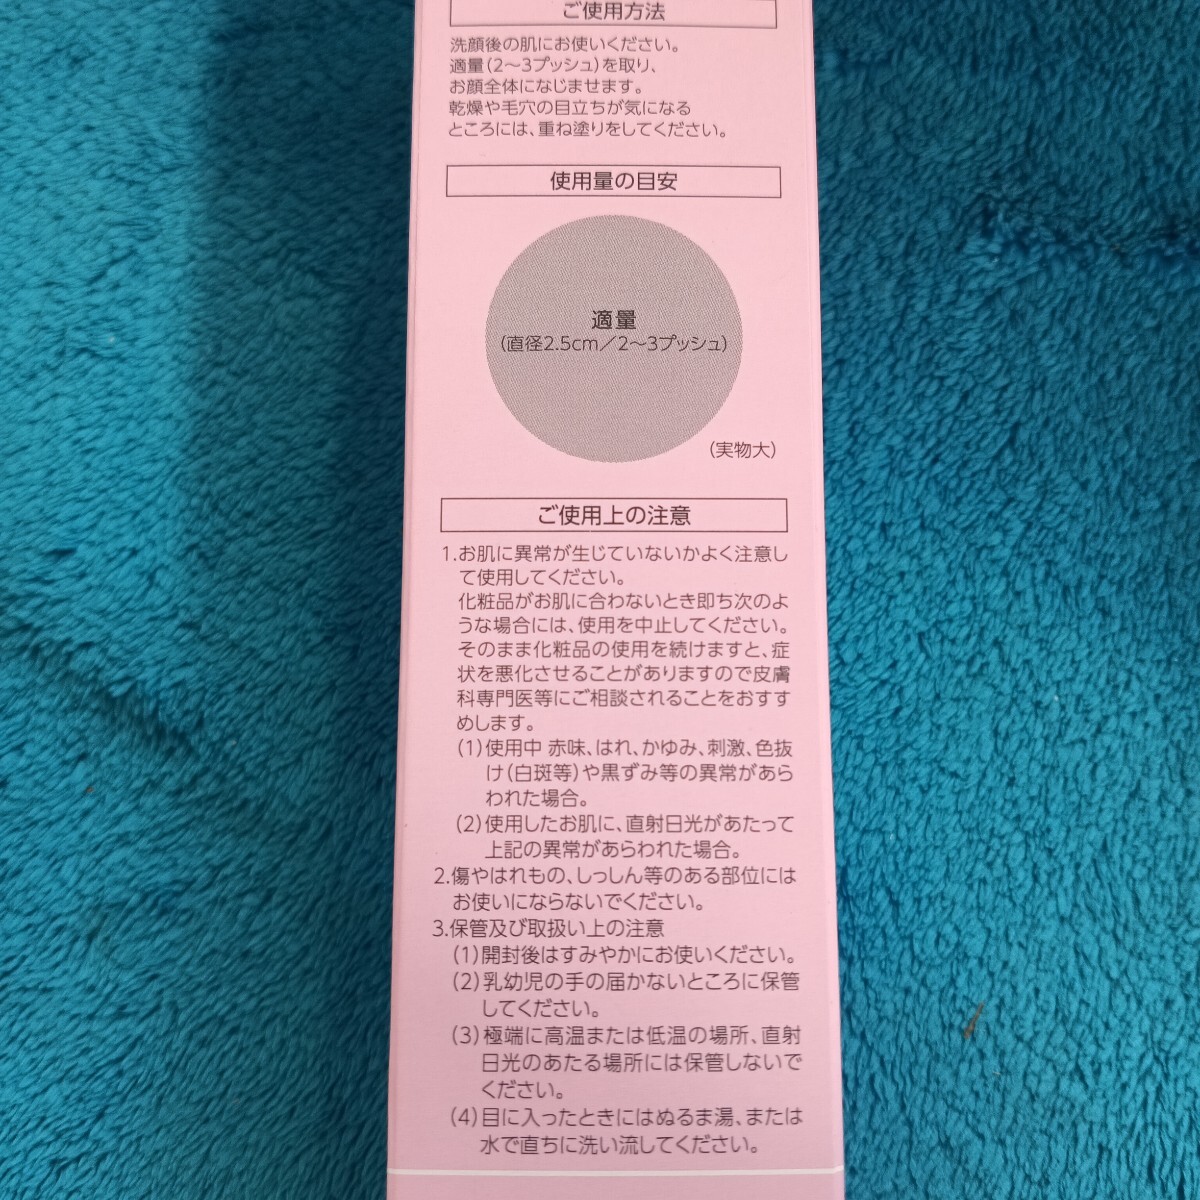 ご使用方法
洗顔後の肌にお使いください。
適量(2〜3プッシュ)を取り、
お顔全体になじませます。
乾燥や毛穴の目立ちが気になる
ところには、重ね塗りをしてください。
使用量の目安
適量
(直径2.5cm／2〜3プッシュ)
(実物大)
ご使用上の注意
1.お肌に異常が生じていないかよく注意し
て使用してください。
化粧品がお肌に合わないとき即ち次のよ
うな場合には、使用を中止してください。
そのまま化粧品の使用を続けますと、症
状を悪化させることがありますので皮膚
科専門医等にご相談されることをおすす
めします。
(1)使用中 赤味、はれ、かゆみ、刺激、色抜
け(白斑等)や黒ずみ等の異常があら
われた場合。
(2)使用したお肌に、直射日光があたって
上記の異常があらわれた場合。
2.傷やはれもの、しっしん等のある部位には
お使いにならないでください。
3.保管及び取扱い上の注意
(1)開封後はすみやかにお使いください。
(2)乳幼児の手の届かないところに保管
してください。
(3)極端に高温または低温の場所、直射
日光のあたる場所には保管しないで
ください。
(4)目に入ったときにはぬるま湯、または
水で直ちに洗い流してください。